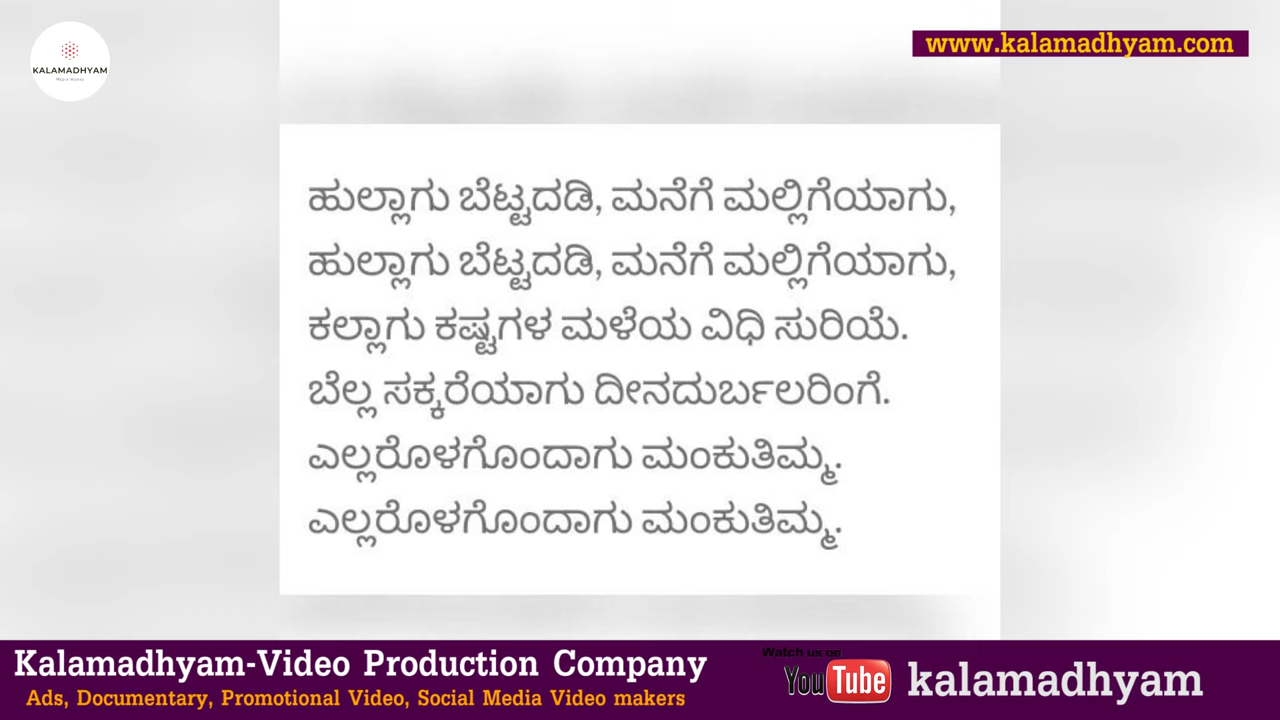 KALAMADHYAM
MEDIA WORKS
www.kalamadhyam.com
ಹುಲ್ಲಾಗು ಬೆಟ್ಟದಡಿ, ಮನೆಗೆ ಮಲ್ಲಿಗೆಯಾಗು,
ಹುಲ್ಲಾಗು ಬೆಟ್ಟದಡಿ, ಮನೆಗೆ ಮಲ್ಲಿಗೆಯಾಗು,
ಕಲ್ಲಾಗು ಕಷ್ಟಗಳ ಮಳೆಯ ವಿಧಿ ಸುರಿಯೆ.
ಬೆಲ್ಲ ಸಕ್ಕರೆಯಾಗು ದೀನದುರ್ಬಲರಿಂಗೆ.
ಎಲ್ಲರೊಳಗೊಂದಾಗು ಮಂಕುತಿಮ್ಮ.
ಎಲ್ಲರೊಳಗೊಂದಾಗು ಮಂಕುತಿಮ್ಮ.
Kalamadhyam-Video Production Company
Ads, Documentary, Promotional Video, Social Media Video makers
Watch us on
YouTube kalamadhyam